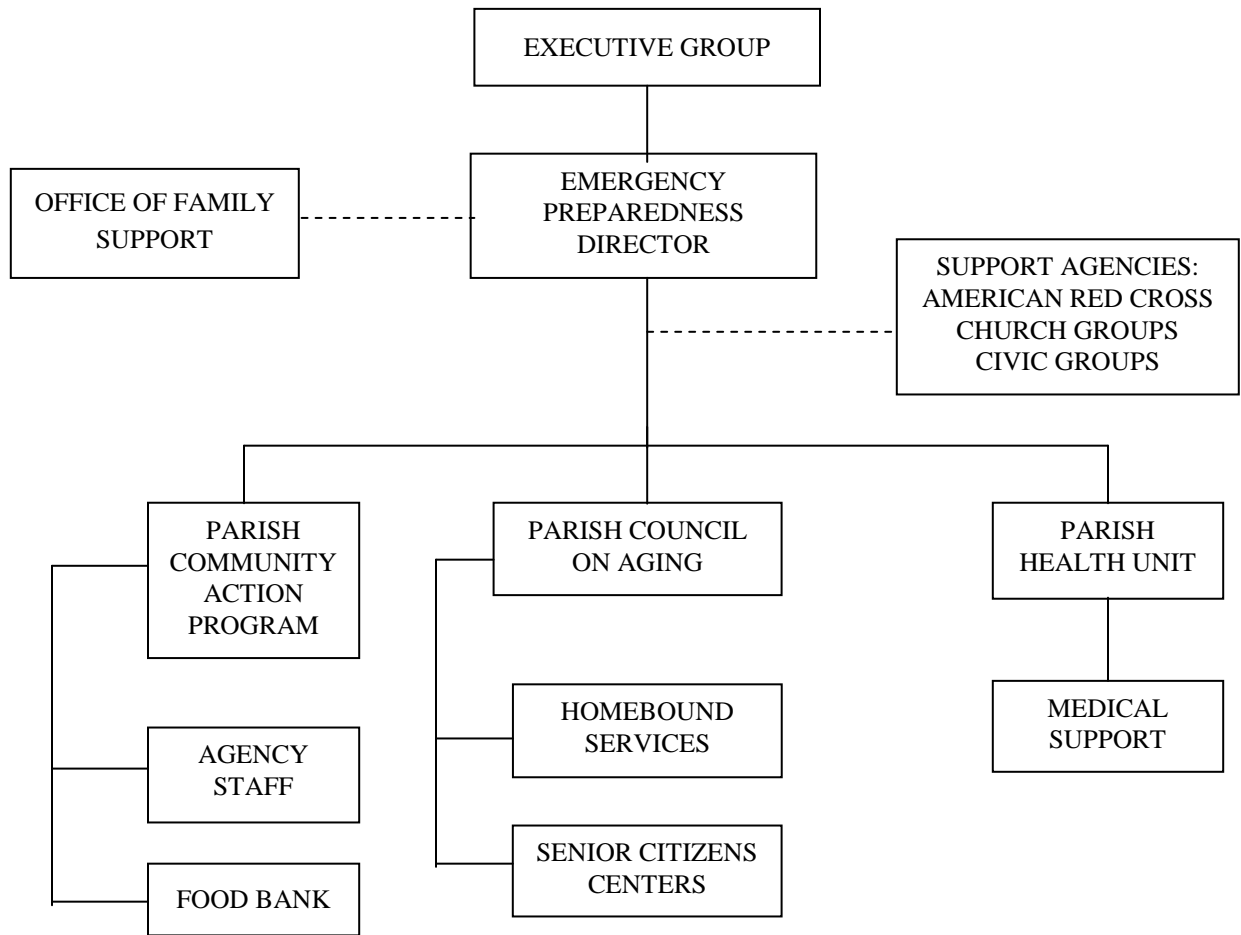 EXECUTIVE GROUP
OFFICE OF FAMILY
SUPPORT
EMERGENCY
PREPAREDNESS
DIRECTOR
SUPPORT AGENCIES:
AMERICAN RED CROSS
CHURCH GROUPS
CIVIC GROUPS
PARISH
COMMUNITY
ACTION
PROGRAM
AGENCY
STAFF
FOOD BANK
PARISH COUNCIL
ON AGING
HOMEBOUND
SERVICES
SENIOR CITIZENS
CENTERS
PARISH
HEALTH UNIT
MEDICAL
SUPPORT